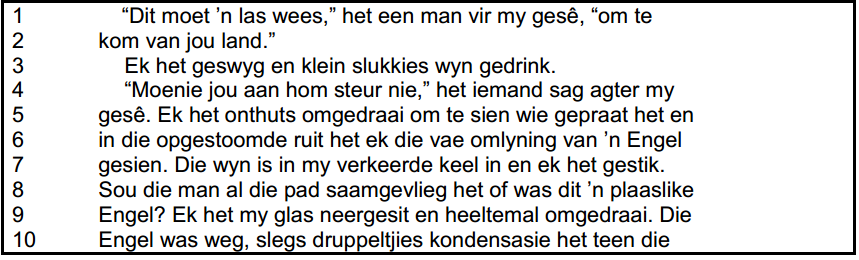 1 “Dit moet ’n las wees,” het een man vir my gesê, “om te
2 kom van jou land.”
3 Ek het geswyg en klein slukkies wyn gedrink.
4 “Moenie jou aan hom steur nie,” het iemand sag agter my
5 gesê. Ek het onthuts omgedraai om te sien wie gepraat het en
6 in die opgestoomde ruit het ek die vae omlyning van ’n Engel
7 gesien. Die wyn is in my verkeerde keel in en ek het gestik.
8 Sou die man al die pad saamgevlieg het of was dit ’n plaaslike
9 Engel? Ek het my glas neergesit en heeltemal omgedraai. Die
10 Engel was weg, slegs druppeltjies kondensasie het teen die